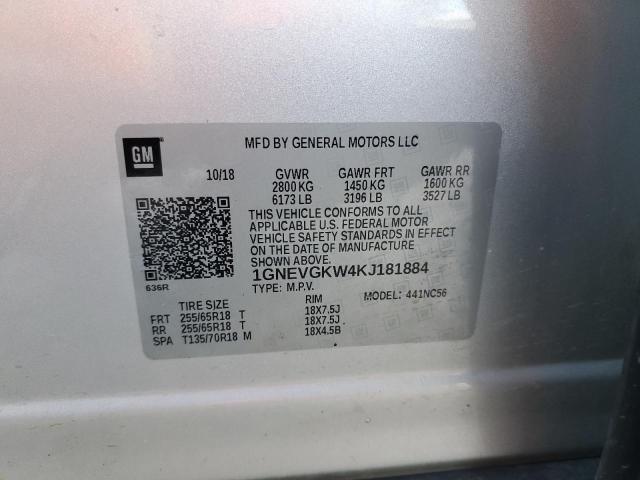 GM
MFD BY GENERAL MOTORS LLC
10/18 GVWR GAWR FRT GAWR RR
2800 KG 1450 KG 1600 KG
6173 LB 3196 LB 3527 LB
THIS VEHICLE CONFORMS TO ALL
APPLICABLE U.S. FEDERAL MOTOR
VEHICLE SAFETY STANDARDS IN EFFECT
ON THE DATE OF MANUFACTURE
SHOWN ABOVE.
1GNEVGKW4KJ181884
636R
TYPE: M.P.V. MODEL: 441NC56
TIRE SIZE RIM
FRT 255/65R18 T 18X7.5J
RR 255/65R18 T 18X7.5J
SPA T135/70R18 M 18X4.5B